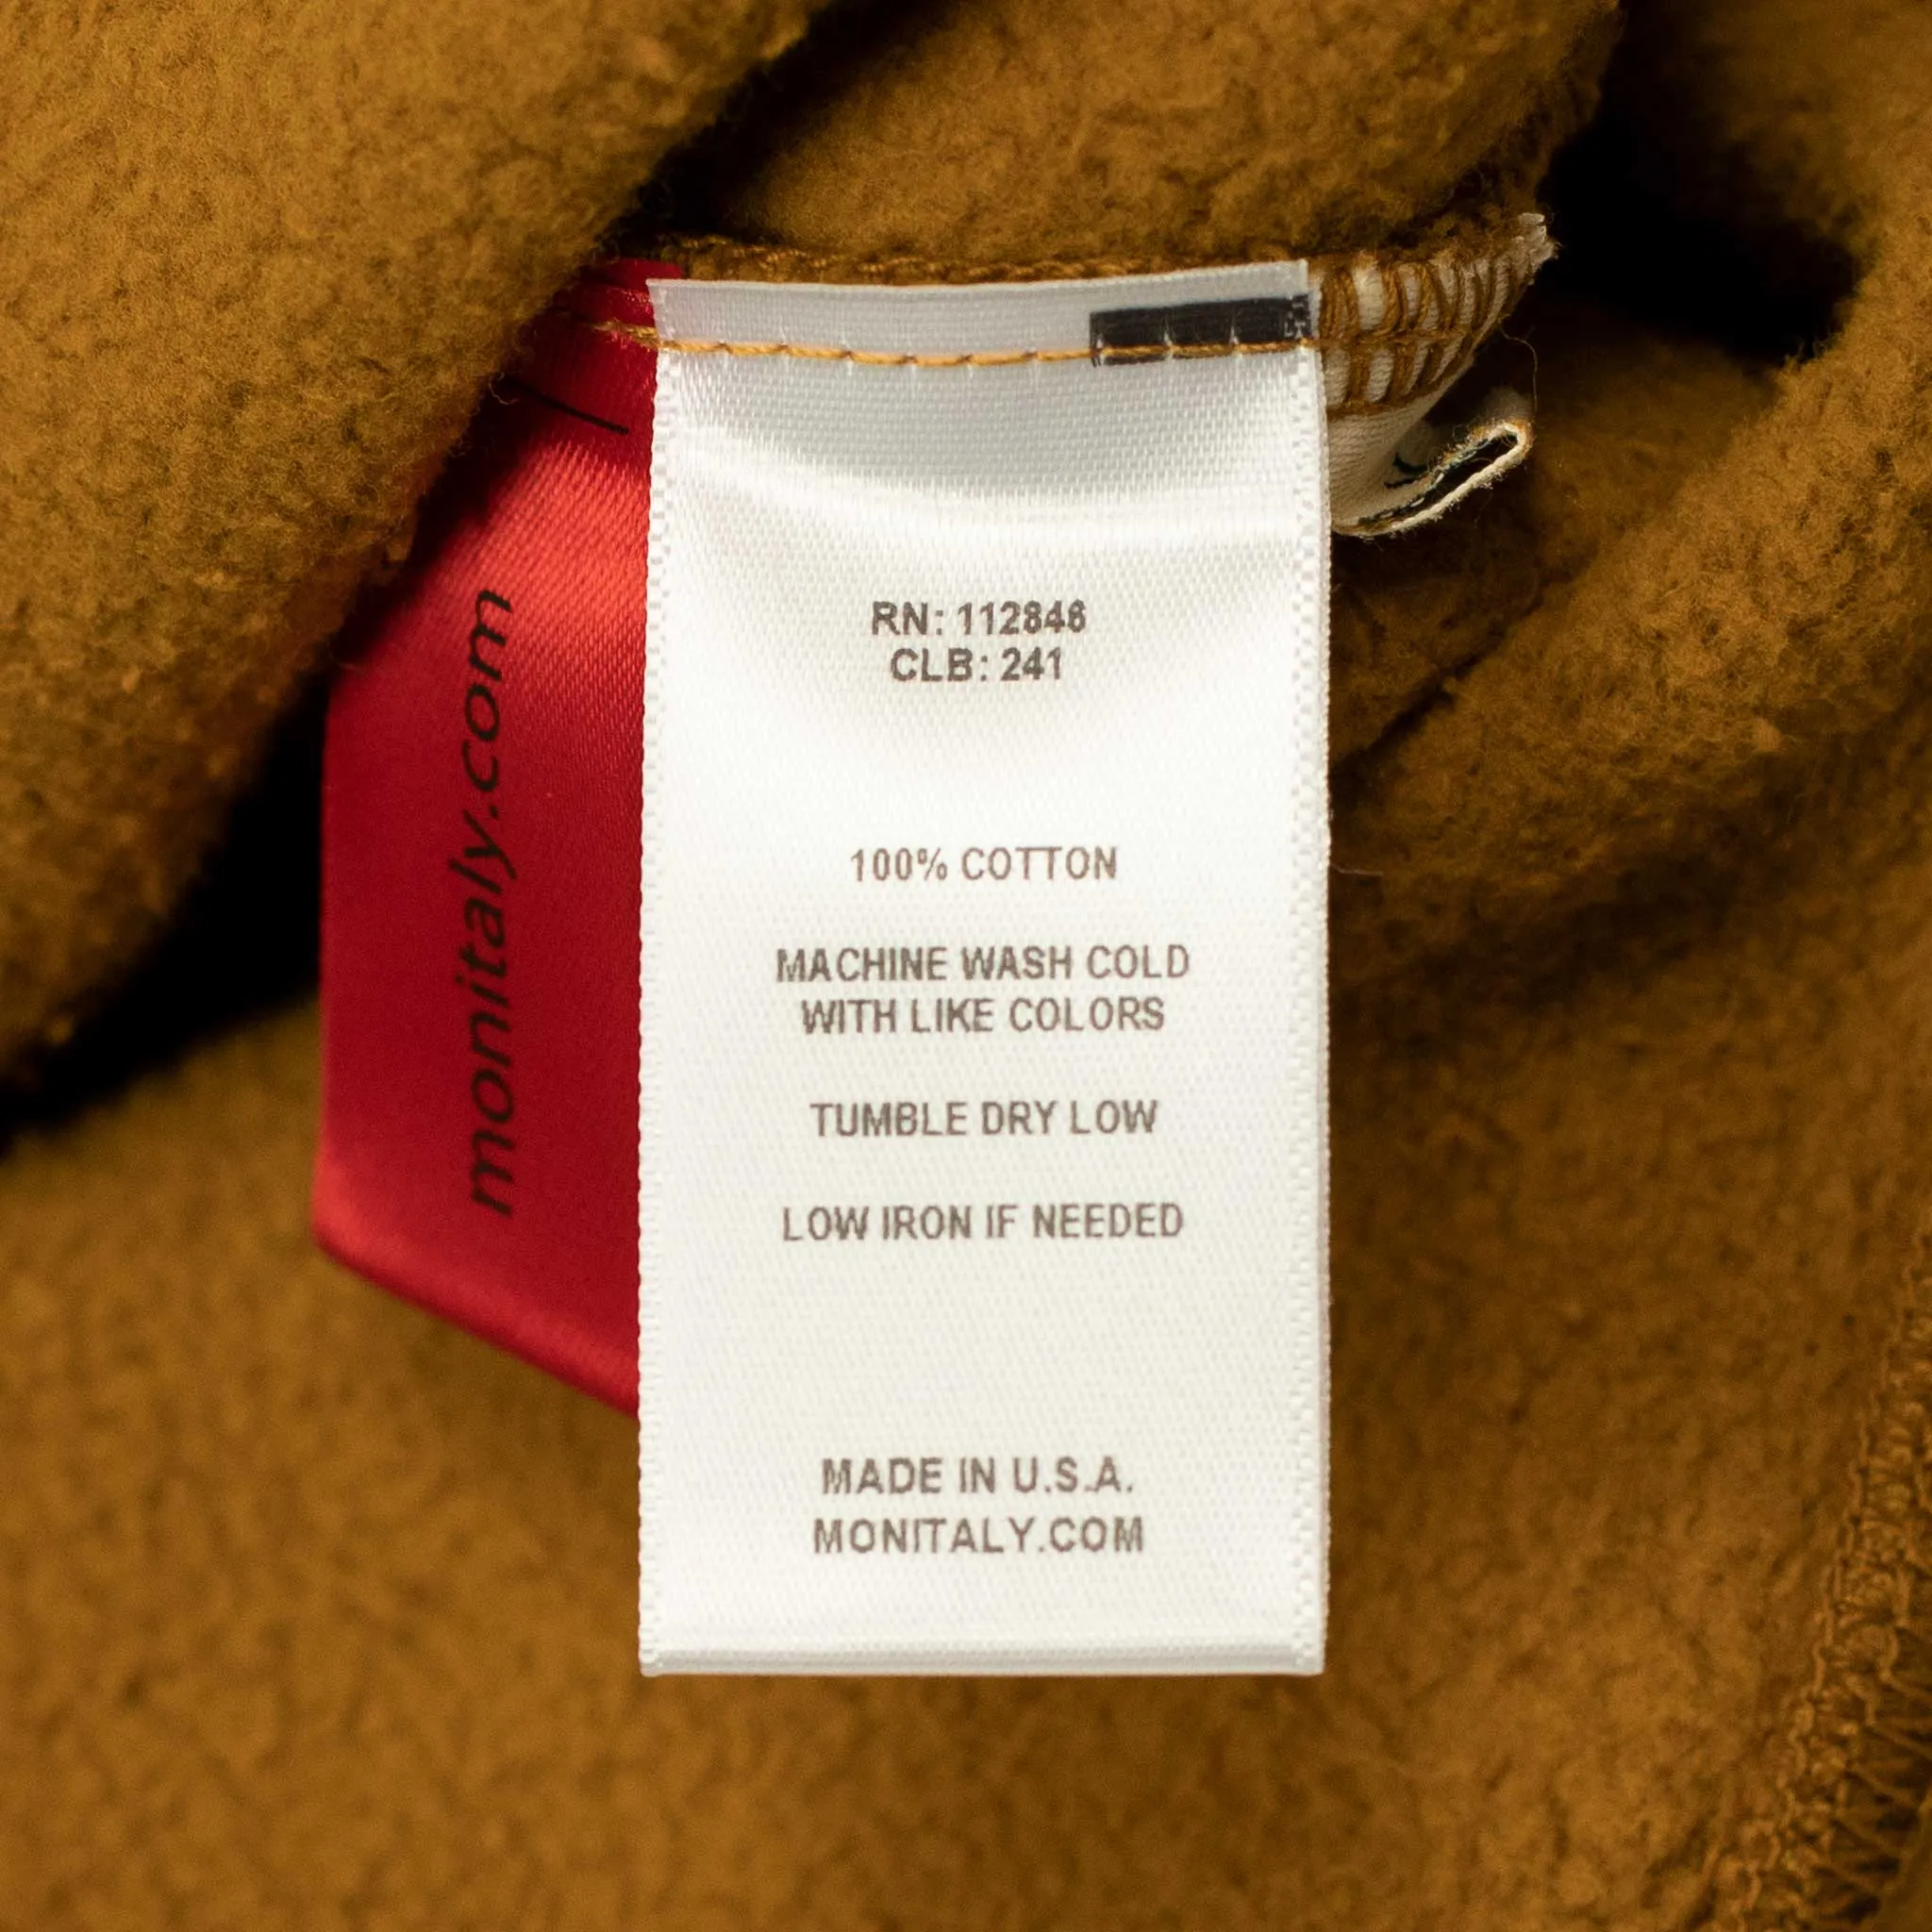 monitaly.com
RN: 112846
CLB: 241
100% COTTON
MACHINE WASH COLD
WITH LIKE COLORS
TUMBLE DRY LOW
LOW IRON IF NEEDED
MADE IN U.S.A.
MONITALY.COM